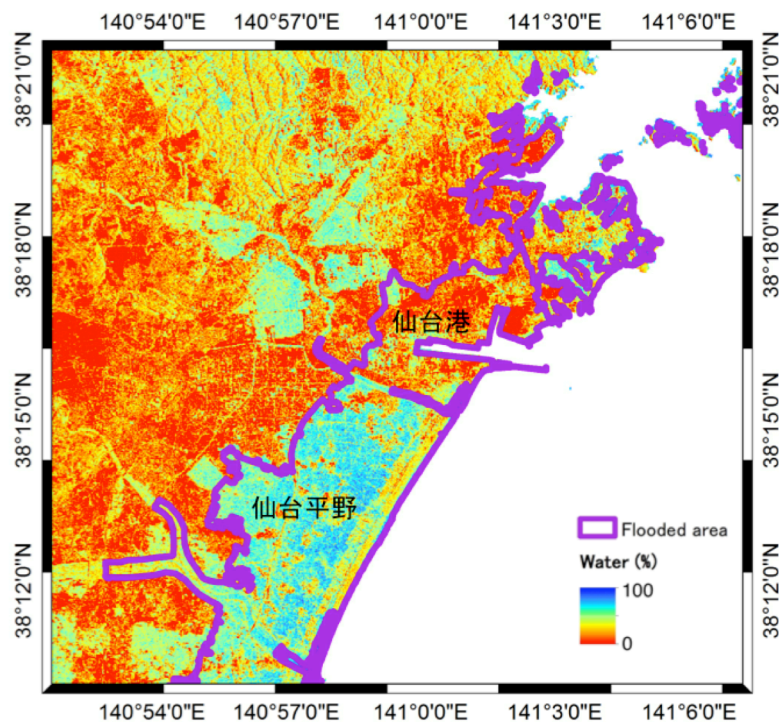 140°54'0"E 140°57'0"E 141°0'0"E 141°3'0"E 141°6'0"E
38°21'0"N 38°21'0"N
38°18'0"N 38°18'0"N
仙台港
38°15'0"N 38°15'0"N
仙台平野
Flooded area
Water (%)
38°12'0"N 38°12'0"N
100
0
140°54'0"E 140°57'0"E 141°0'0"E 141°3'0"E 141°6'0"E